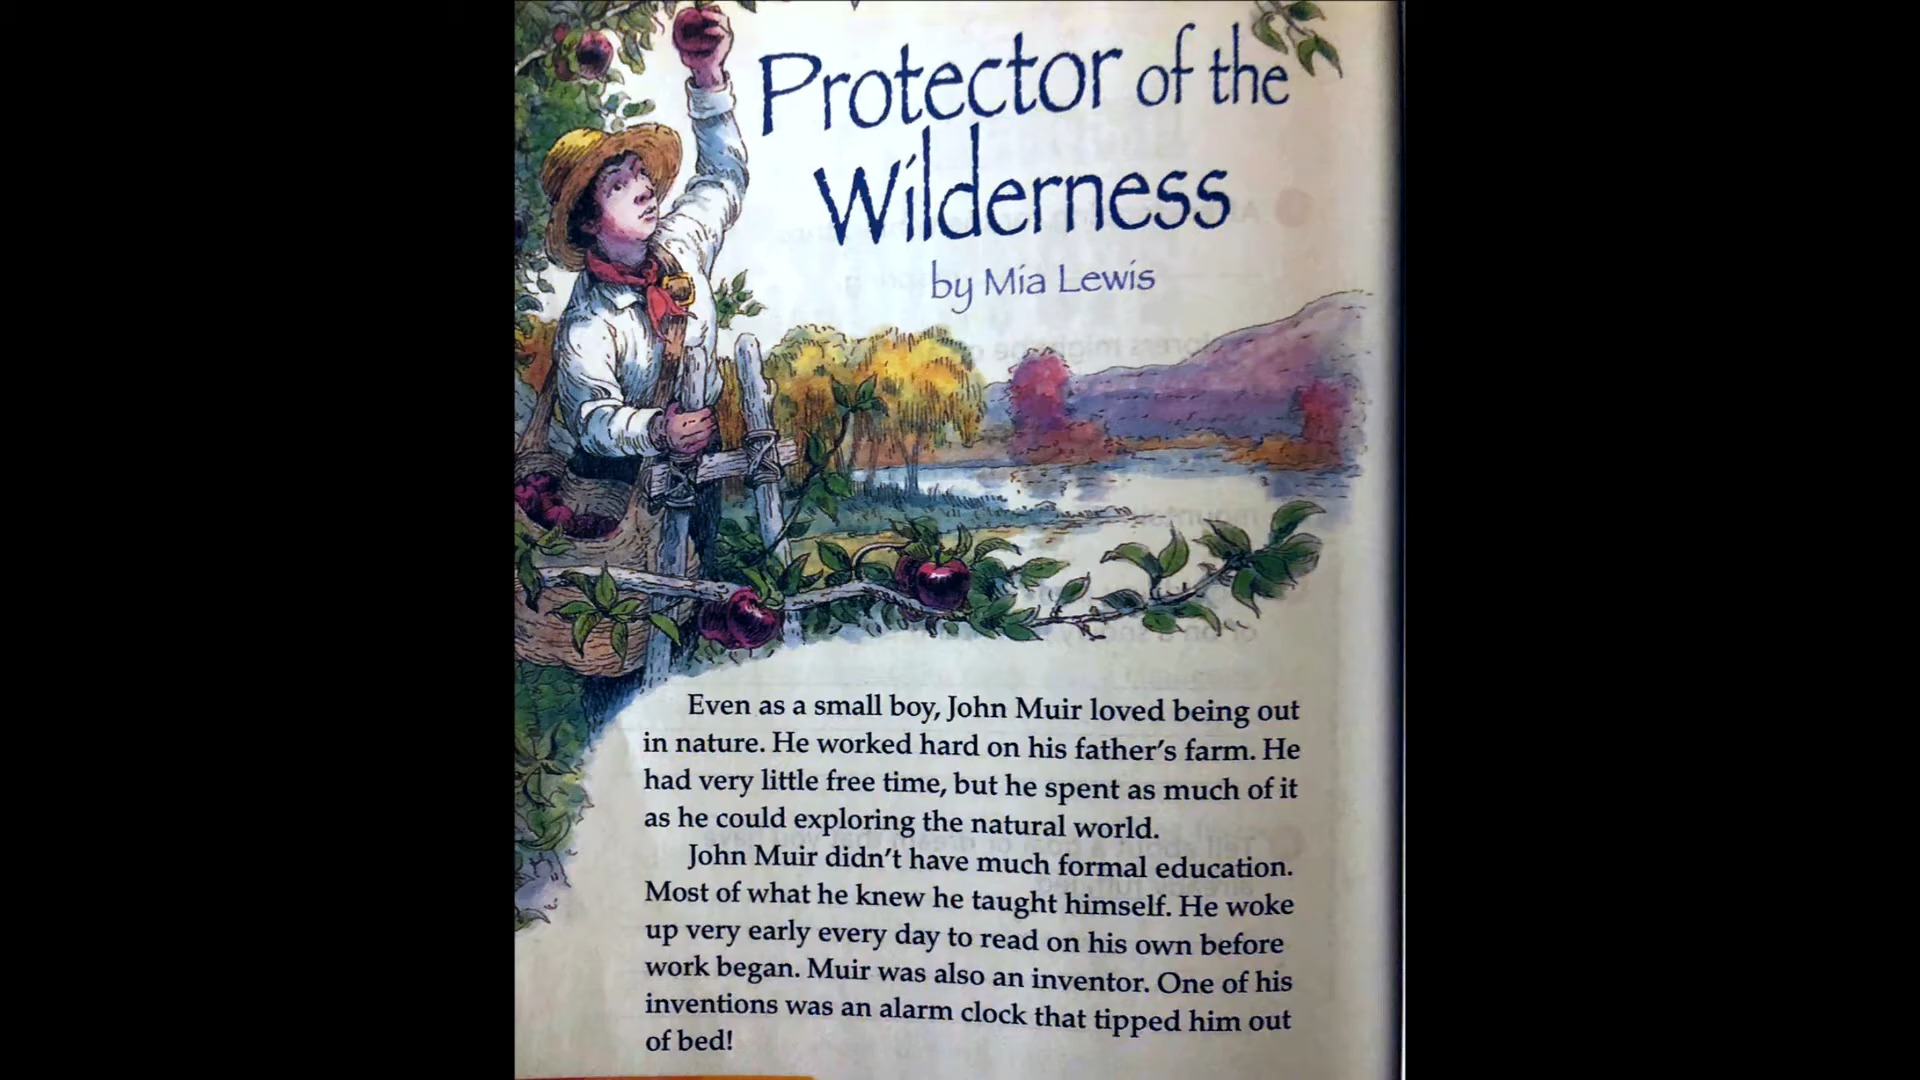 Protector of the
Wilderness
by Mia Lewis
Even as a small boy, John Muir loved being out
in nature. He worked hard on his father's farm. He
had very little free time, but he spent as much of it
as he could exploring the natural world.
John Muir didn't have much formal education.
Most of what he knew he taught himself. He woke
up very early every day to read on his own before
work began. Muir was also an inventor. One of his
inventions was an alarm clock that tipped him out
of bed!